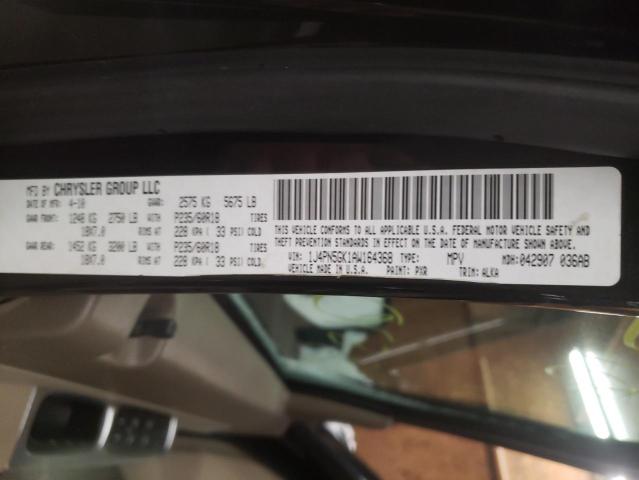 MFD BY CHRYSLER GROUP LLC
DATE OF MFR: 4-10 GVWR: 2575 KG 5675 LB
GAWR FRONT: 1248 KG 2750 LB WITH P235/60R18 TIRES
18X7.0 RIMS AT 228 KPA ( 33 PSI) COLD
GAWR REAR: 1452 KG 3200 LB WITH P235/60R18 TIRES
18X7.0 RIMS AT 228 KPA ( 33 PSI) COLD
THIS VEHICLE CONFORMS TO ALL APPLICABLE U.S.A. FEDERAL MOTOR VEHICLE SAFETY AND
THEFT PREVENTION STANDARDS IN EFFECT ON THE DATE OF MANUFACTURE SHOWN ABOVE.
VIN: 1J4PN5GK1AW164368 TYPE: MPV MDH: 042907 036AB
VEHICLE MADE IN U.S.A. PAINT: PXR TRIM: ALKA